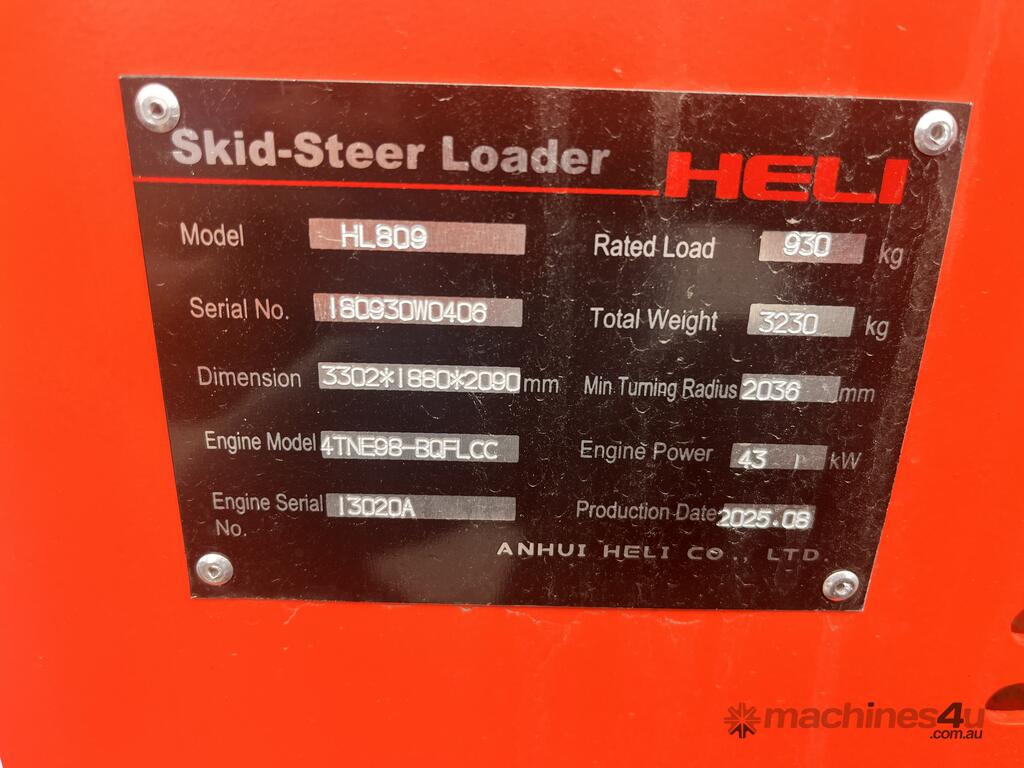 Skid-Steer Loader HELI
Model HL809 Rated Load 930 kg
Serial No. 180930W0406 Total Weight 3230 kg
Dimension 3302*1880*2090 mm Min Turning Radius 2036 mm
Engine Model 4TNE98-BQFLCC Engine Power 43 kW
Engine Serial No. 13020A Production Date 2025.08
ANHUI HELI CO., LTD.
machines4u
.com.au